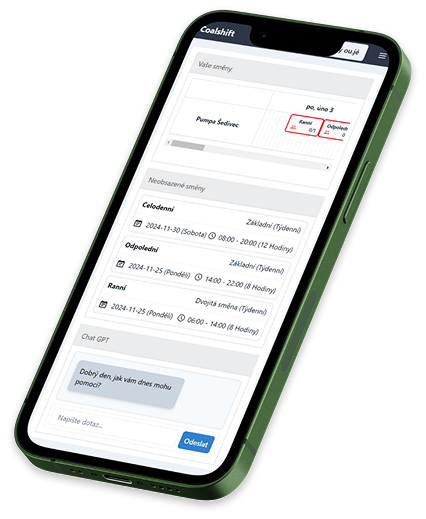 Coalshift
ou.jé
Vaše směny
po, úno 3
Pumpa Šedivec
Ranní
0/1
Odpoledn
0
Neobsazené směny
Celodenní
Základní (Týdenní)
2024-11-30 (Sobota) 08:00 - 20:00 (12 Hodiny)
Odpolední
Základní (Týdenní)
2024-11-25 (Pondělí) 14:00 - 22:00 (8 Hodiny)
Ranní
Dvojitá směna (Týdenní)
2024-11-25 (Pondělí) 06:00 - 14:00 (8 Hodiny)
Chat GPT
Dobrý den, jak vám dnes mohu
pomoci?
Napište dotaz...
Odeslat